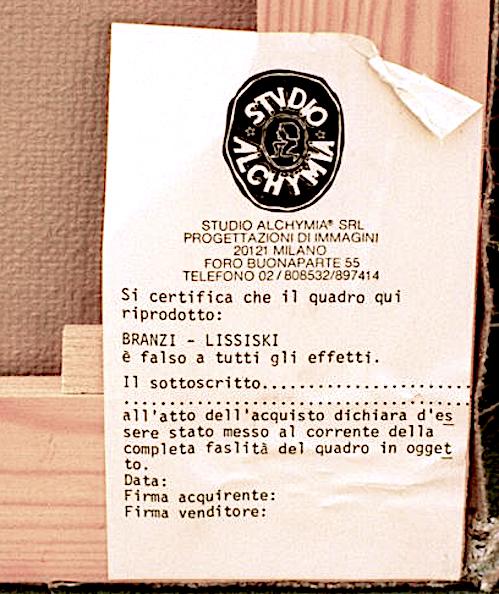 STVDIO
ALCHYMIA
STUDIO ALCHYMIA® SRL
PROGETTAZIONI DI IMMAGINI
20121 MILANO
FORO BUONAPARTE 55
TELEFONO 02/808532/897414
Si certifica che il quadro qui
riprodotto:
BRANZI - LISSISKI
è falso a tutti gli effetti.
Il sottoscritto..........................
..........................................
all'atto dell'acquisto dichiara d'es
sere stato messo al corrente della
completa faslità del quadro in ogget
to.
Data:
Firma acquirente:
Firma venditore: